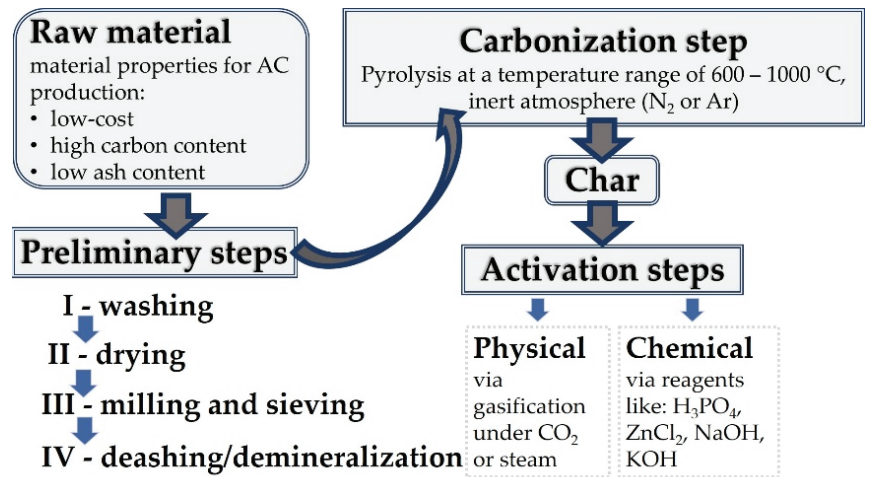 Raw material
material properties for AC
production:
• low-cost
• high carbon content
• low ash content
Preliminary steps
I - washing
II - drying
III - milling and sieving
IV - deashing/demineralization
Carbonization step
Pyrolysis at a temperature range of 600 – 1000 °C,
inert atmosphere (N₂ or Ar)
Char
Activation steps
Physical
via
gasification
under CO₂
or steam
Chemical
via reagents
like: H₃PO₄,
ZnCl₂, NaOH,
KOH